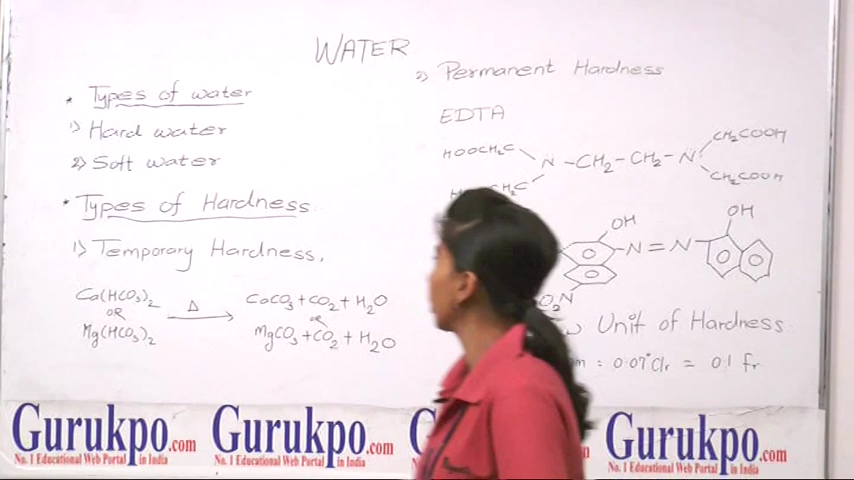 WATER
* Types of water
1) Hard water
2) Soft water
* Types of Hardness
1) Temporary Hardness,
Ca(HCO3)2
OR
Mg(HCO3)2
Δ
CaCO3 + CO2 + H2O
OR
MgCO3 + CO2 + H2O
2) Permanent Hardness
EDTA
HOOCH2C
N - CH2 - CH2 - N
CH2COOH
CH2COOH
OH
N = N
OH
O2N
Unit of Hardness
= 0.07°Clr = 0.1 fr
Gurukpo.com
No. 1 Educational Web Portal in India
Gurukpo.com
No. 1 Educational Web Portal in India
Gurukpo.com
No. 1 Educational Web Portal in India